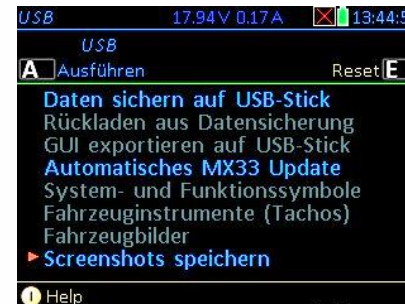 USB 17.94V 0.17A 13:44:5
USB
A Ausführen Reset E
Daten sichern auf USB-Stick
Rückladen aus Datensicherung
GUI exportieren auf USB-Stick
Automatisches MX33 Update
System- und Funktionssymbole
Fahrzeuginstrumente (Tachos)
Fahrzeugbilder
Screenshots speichern
Help